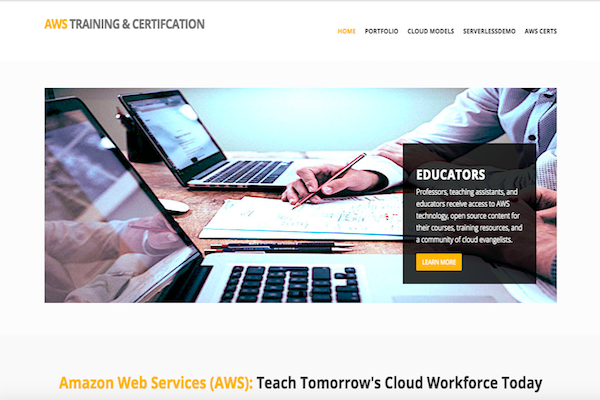 AWS TRAINING & CERTIFCATION
HOME PORTFOLIO CLOUD MODELS SERVERLESSDEMO AWS CERTS
EDUCATORS
Professors, teaching assistants, and
educators receive access to AWS
technology, open source content for
their courses, training resources, and
a community of cloud evangelists.
LEARN MORE
Amazon Web Services (AWS): Teach Tomorrow's Cloud Workforce Today